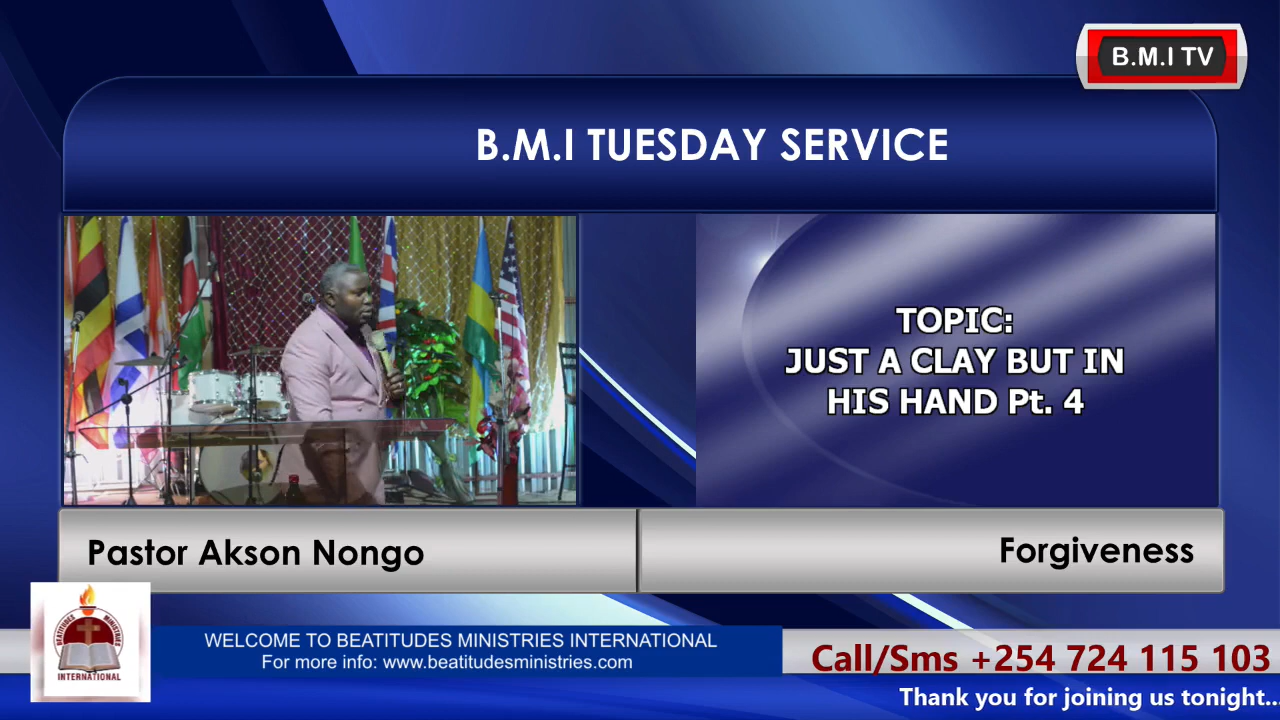 B.M.I TV
B.M.I TUESDAY SERVICE
TOPIC:
JUST A CLAY BUT IN
HIS HAND Pt. 4
Pastor Akson Nongo
Forgiveness
BEATITUDES MINISTRIES
INTERNATIONAL
WELCOME TO BEATITUDES MINISTRIES INTERNATIONAL
For more info: www.beatitudesministries.com
Call/Sms +254 724 115 103
Thank you for joining us tonight..